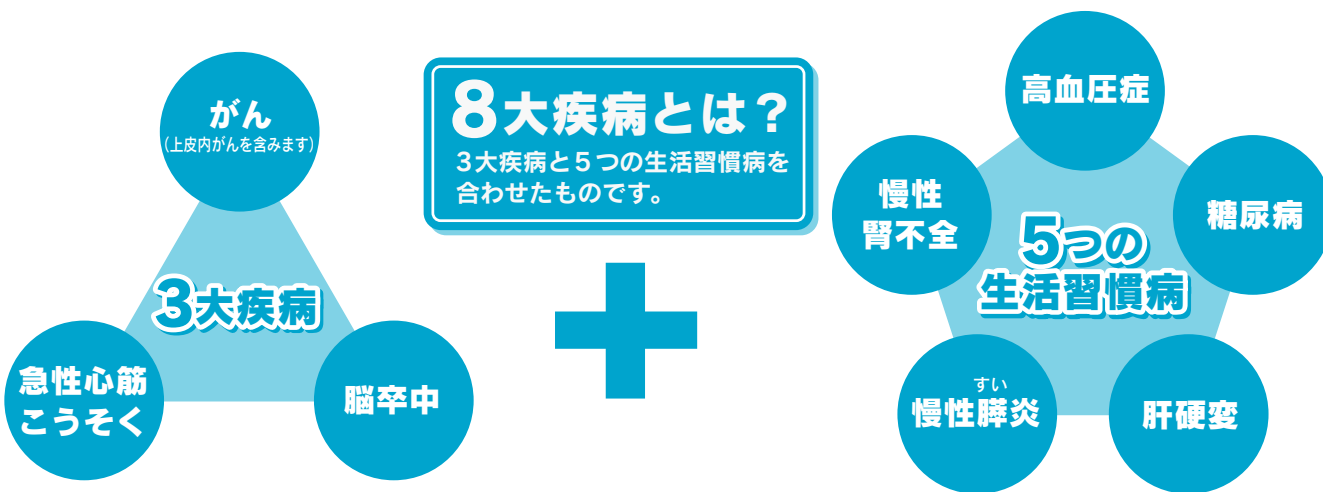 8大疾病とは？
3大疾病と5つの生活習慣病を
合わせたものです。
がん
（上皮内がんを含みます）
3大疾病
急性心筋
こうそく
脳卒中
高血圧症
慢性
腎不全
糖尿病
5つの
生活習慣病
すい
慢性膵炎
肝硬変